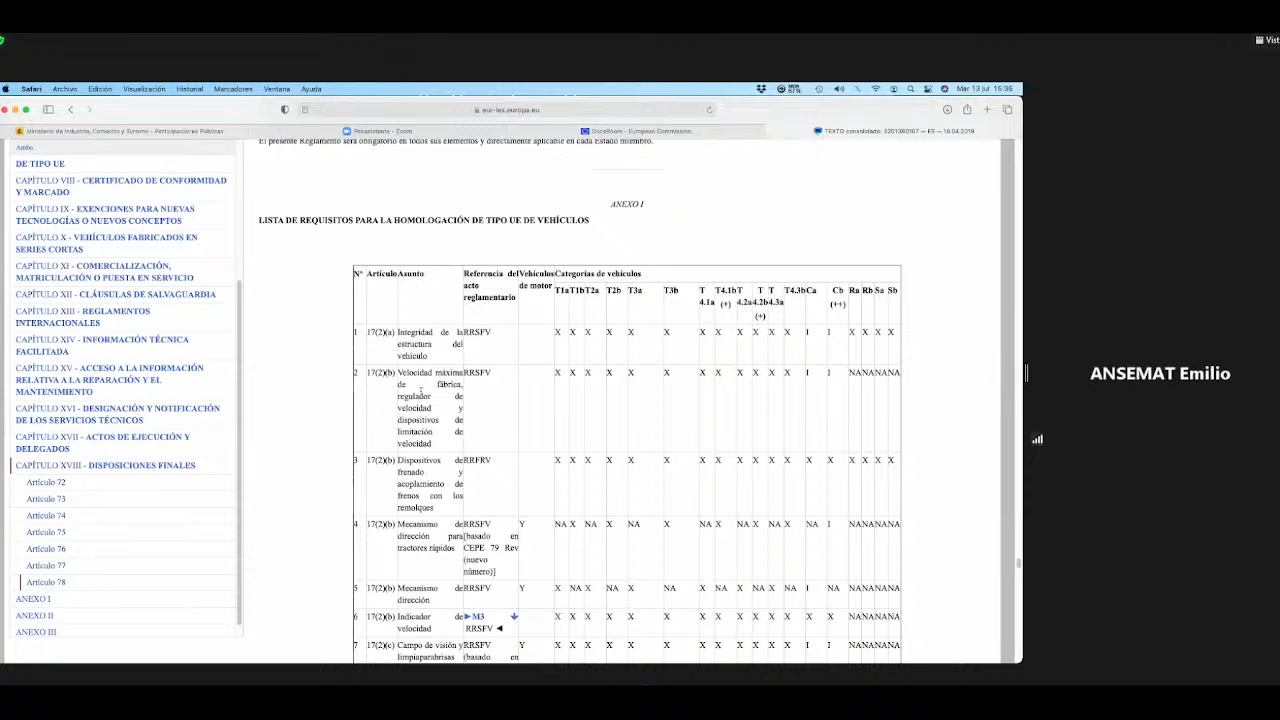 Vist
Safari Archivo Edición Visualización Historial Marcadores Ventana Ayuda
Mar 13 jul 15:35
eur-lex.europa.eu
Ministerio de Industria, Comercio y Turismo - Participaciones Públicas
Posasistente - Zoom
DocsRoom - European Commission
TEXTO consolidado: 32013R0167 — ES — 18.04.2019
El presente Reglamento será obligatorio en todos sus elementos y directamente aplicable en cada Estado miembro.
DE TIPO UE
CAPÍTULO VIII - CERTIFICADO DE CONFORMIDAD
Y MARCADO
CAPÍTULO IX - EXENCIONES PARA NUEVAS
TECNOLOGÍAS O NUEVOS CONCEPTOS
CAPÍTULO X - VEHÍCULOS FABRICADOS EN
SERIES CORTAS
CAPÍTULO XI - COMERCIALIZACIÓN,
MATRICULACIÓN O PUESTA EN SERVICIO
CAPÍTULO XII - CLÁUSULAS DE SALVAGUARDIA
CAPÍTULO XIII - REGLAMENTOS
INTERNACIONALES
CAPÍTULO XIV - INFORMACIÓN TÉCNICA
FACILITADA
CAPÍTULO XV - ACCESO A LA INFORMACIÓN
RELATIVA A LA REPARACIÓN Y EL
MANTENIMIENTO
CAPÍTULO XVI - DESIGNACIÓN Y NOTIFICACIÓN
DE LOS SERVICIOS TÉCNICOS
CAPÍTULO XVII - ACTOS DE EJECUCIÓN Y
DELEGADOS
CAPÍTULO XVIII - DISPOSICIONES FINALES
Artículo 72
Artículo 73
Artículo 74
Artículo 75
Artículo 76
Artículo 77
Artículo 78
ANEXO I
ANEXO II
ANEXO III
ANEXO I
LISTA DE REQUISITOS PARA LA HOMOLOGACIÓN DE TIPO UE DE VEHÍCULOS
Nº Artículo Asunto Referencia del Vehículos Categorías de vehículos
acto de motor
reglamentario
T1a T1b T2a T2b T3a T3b T T4.1b T T T T4.3b Ca Cb Ra Rb Sa Sb
4.1a (+) 4.2a 4.2b 4.3a (++)
(+)
1 17(2)(a) Integridad de la RRSFV X X X X X X X X X X X X I I X X X X
estructura del
vehículo
2 17(2)(b) Velocidad máxima RRSFV X X X X X X X X X X X X I I NA NA NA NA
de fábrica,
regulador de
velocidad y
dispositivos de
limitación de
velocidad
3 17(2)(b) Dispositivos de RRFRV X X X X X X X X X X X X X X X X X X
frenado y
acoplamiento de
frenos con los
remolques
4 17(2)(b) Mecanismo de RRSFV Y NA X NA X NA X NA X NA X NA X NA I NA NA NA NA
dirección para [basado en
tractores rápidos CEPE 79 Rev
(nuevo
número)]
5 17(2)(b) Mecanismo de RRSFV Y X NA X NA X NA X NA X NA X NA I NA NA NA NA NA
dirección
6 17(2)(b) Indicador de ►M3 X X X X X X X X X X X X X X NA NA NA NA
velocidad RRSFV ◄
7 17(2)(c) Campo de visión y RRSFV Y X X X X X X X X X X X X I I NA NA NA NA
limpiaparabrisas (basado en
ANSEMAT Emilio